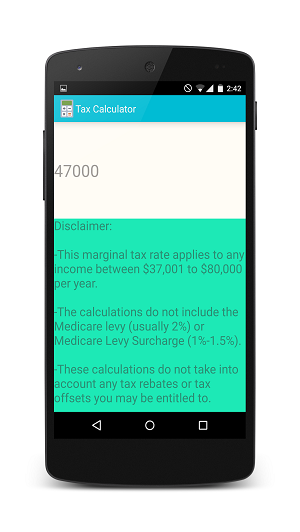 2:42
Tax Calculator
47000
Disclaimer:
-This marginal tax rate applies to any
income between $37,001 to $80,000
per year.
-The calculations do not include the
Medicare levy (usually 2%) or
Medicare Levy Surcharge (1%-1.5%).
-These calculations do not take into
account any tax rebates or tax
offsets you may be entitled to.